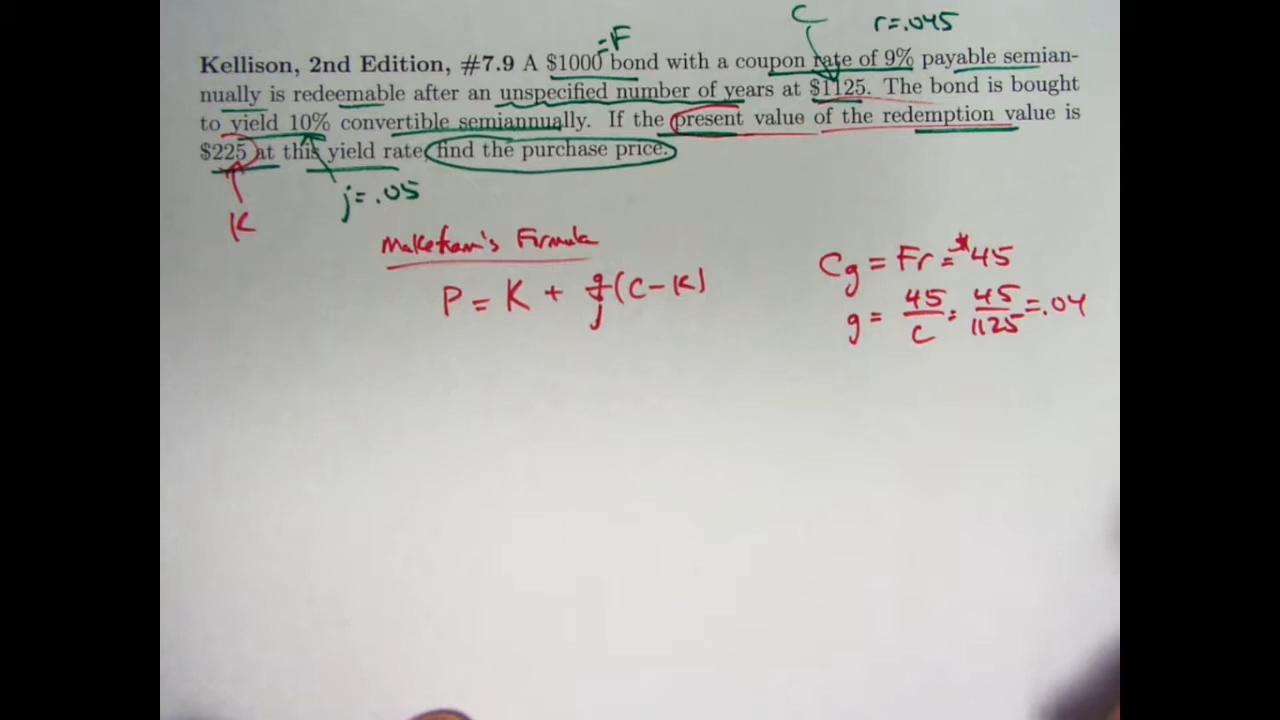 C
r=.045
=F
Kellison, 2nd Edition, #7.9 A $1000 bond with a coupon rate of 9% payable semian-
nually is redeemable after an unspecified number of years at $1125. The bond is bought
to yield 10% convertible semiannually. If the present value of the redemption value is
$225 at this yield rate find the purchase price.
K
j=.05
Makeham's Formula
P = K + g/j (C-K)
Cg = Fr = $45
g = 45/C = 45/1125 = .04